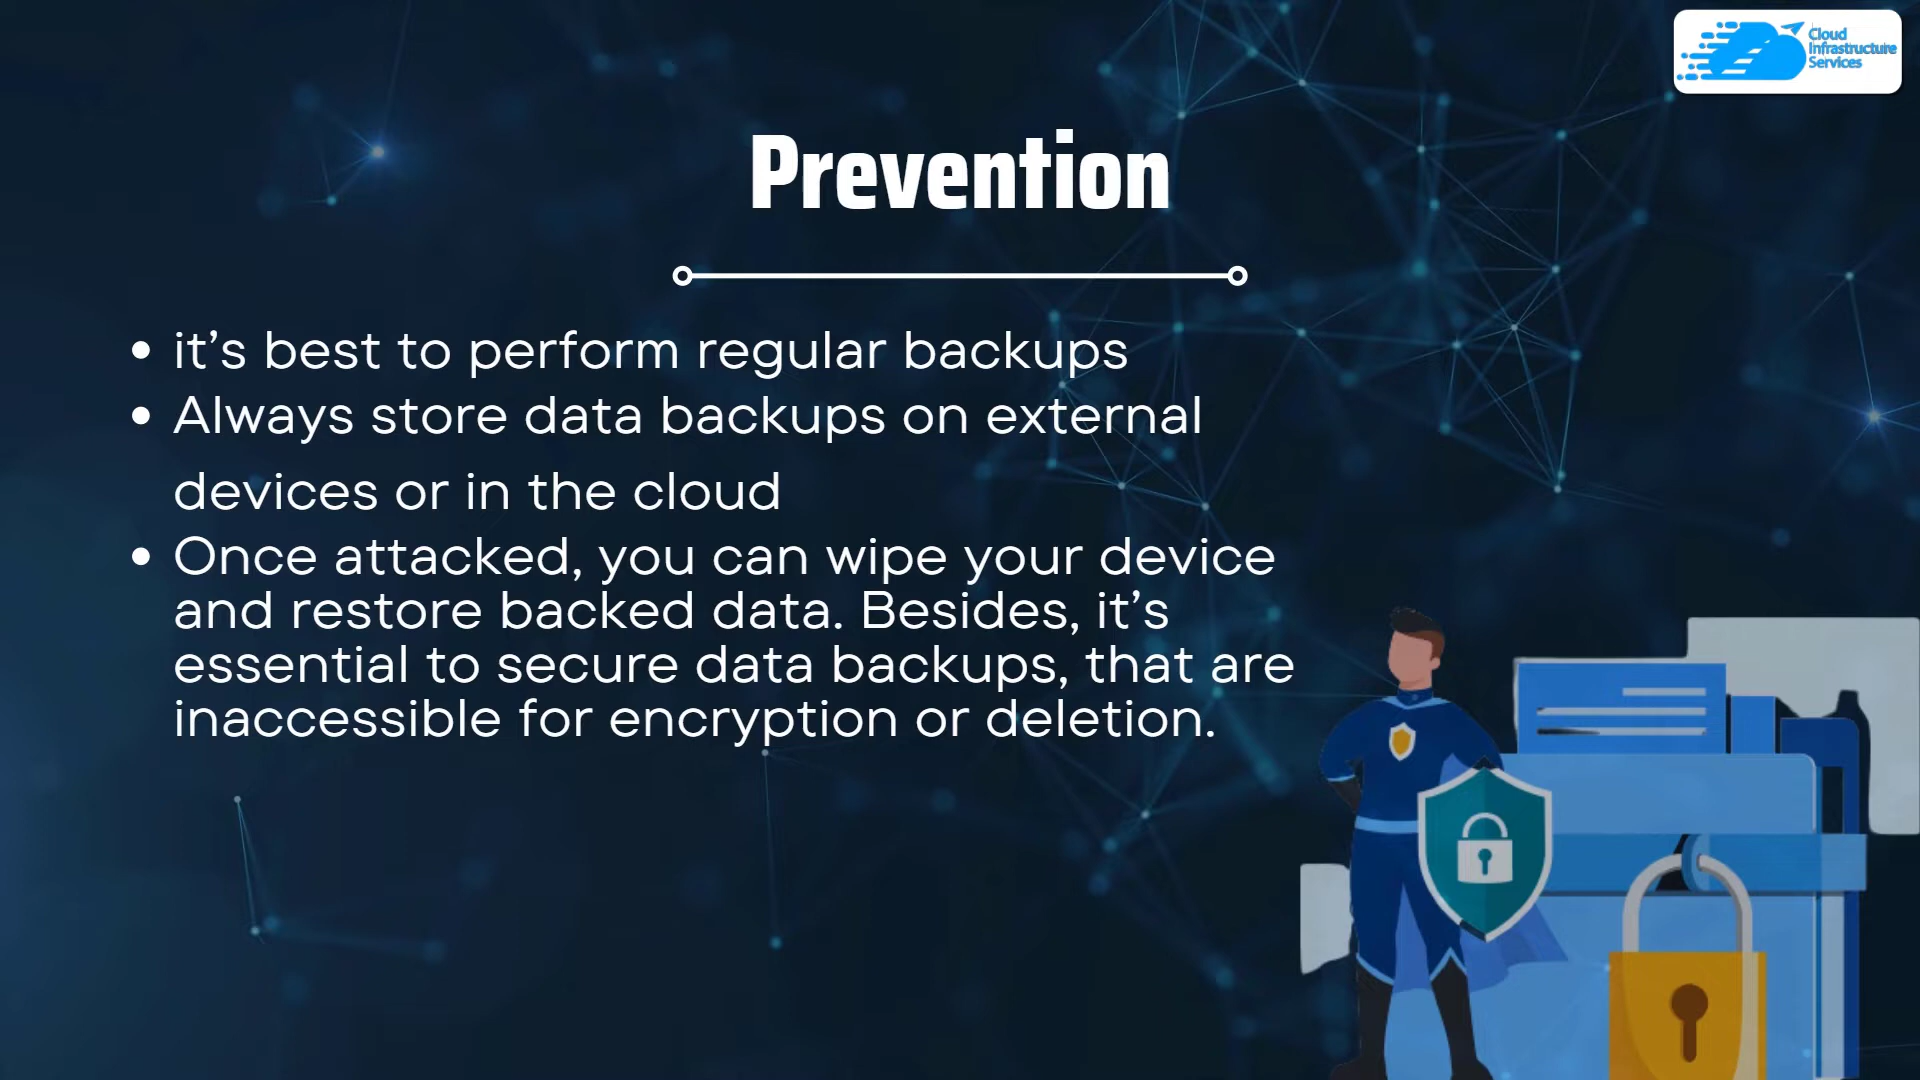 Cloud
Infrastructure
Services
Prevention
• it’s best to perform regular backups
• Always store data backups on external
devices or in the cloud
• Once attacked, you can wipe your device
and restore backed data. Besides, it’s
essential to secure data backups, that are
inaccessible for encryption or deletion.